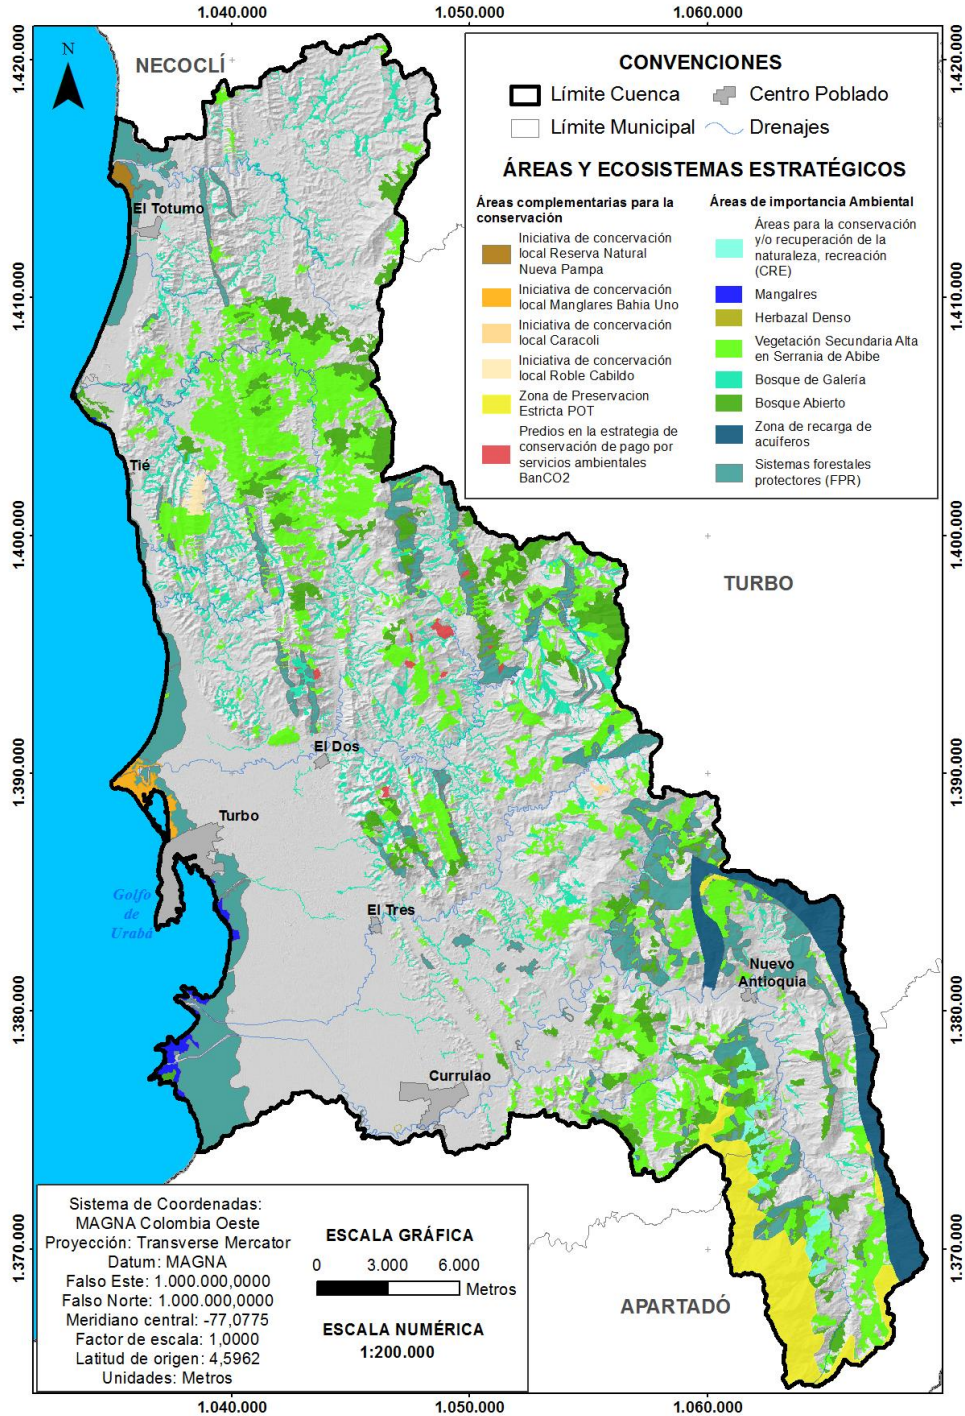 1.040.000
1.050.000
1.060.000
1.420.000
1.420.000
N
NECOCLÍ
CONVENCIONES
Límite Cuenca
Centro Poblado
Límite Municipal
Drenajes
ÁREAS Y ECOSISTEMAS ESTRATÉGICOS
Áreas complementarias para la
conservación
Iniciativa de concervación
local Reserva Natural
Nueva Pampa
Iniciativa de concervación
local Manglares Bahia Uno
Iniciativa de concervación
local Caracoli
Iniciativa de concervación
local Roble Cabildo
Zona de Preservacion
Estricta POT
Predios en la estrategia de
conservación de pago por
servicios ambientales
BanCO2
Áreas de importancia Ambiental
Áreas para la conservación
y/o recuperación de la
naturaleza, recreación
(CRE)
Mangalres
Herbazal Denso
Vegetación Secundaria Alta
en Serrania de Abibe
Bosque de Galería
Bosque Abierto
Zona de recarga de
acuíferos
Sistemas forestales
protectores (FPR)
El Totumo
1.410.000
1.410.000
Tié
1.400.000
1.400.000
TURBO
El Dos
1.390.000
1.390.000
Turbo
Golfo
de
Urabá
El Tres
Nuevo
Antioquia
1.380.000
1.380.000
Currulao
1.370.000
1.370.000
APARTADÓ
Sistema de Coordenadas:
MAGNA Colombia Oeste
Proyección: Transverse Mercator
Datum: MAGNA
Falso Este: 1.000.000,0000
Falso Norte: 1.000.000,0000
Meridiano central: -77,0775
Factor de escala: 1,0000
Latitud de origen: 4,5962
Unidades: Metros
ESCALA GRÁFICA
0 3.000 6.000
Metros
ESCALA NUMÉRICA
1:200.000
1.040.000
1.050.000
1.060.000